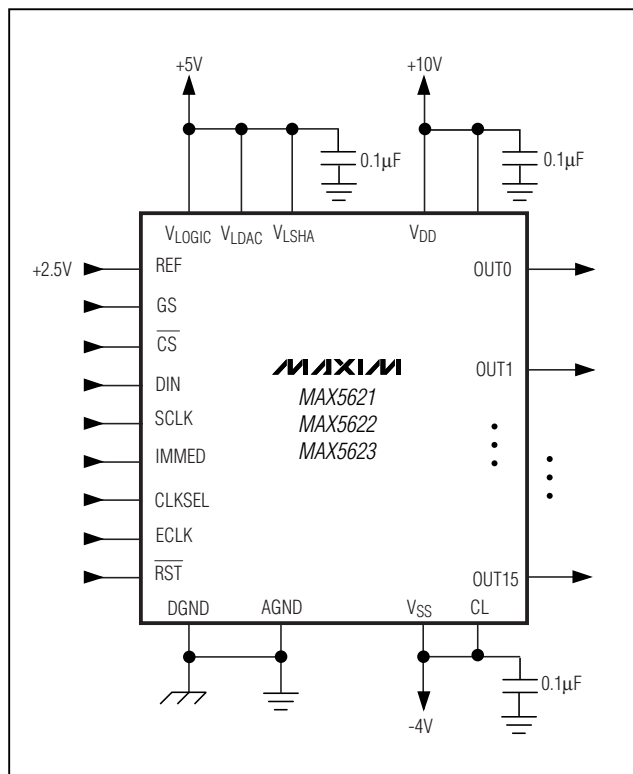 +5V
+10V
0.1µF
0.1µF
VLOGIC VLDAC VLSHA
VDD
+2.5V
REF
OUT0
GS
CS
OUT1
MAXIM
DIN
MAX5621
SCLK
MAX5622
IMMED
MAX5623
CLKSEL
ECLK
RST
OUT15
DGND
AGND
VSS
CL
0.1µF
-4V